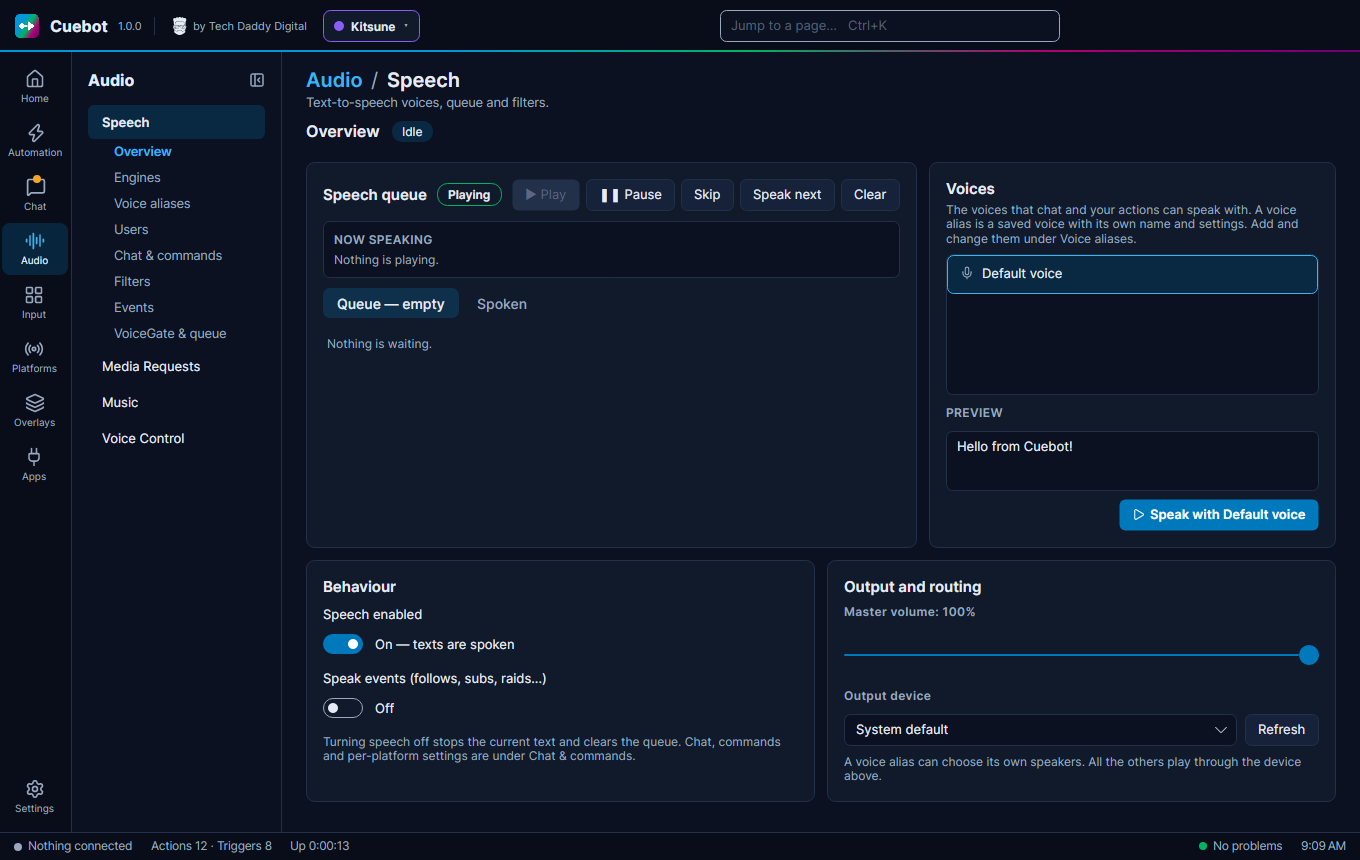 Cuebot 1.0.0 by Tech Daddy Digital Kitsune
Jump to a page... Ctrl+K
Home
Automation
Chat
Audio
Input
Platforms
Overlays
Apps
Settings
Audio
Speech
Overview
Engines
Voice aliases
Users
Chat & commands
Filters
Events
VoiceGate & queue
Media Requests
Music
Voice Control
Audio / Speech
Text-to-speech voices, queue and filters.
Overview Idle
Speech queue Playing Play Pause Skip Speak next Clear
NOW SPEAKING
Nothing is playing.
Queue — empty Spoken
Nothing is waiting.
Voices
The voices that chat and your actions can speak with. A voice
alias is a saved voice with its own name and settings. Add and
change them under Voice aliases.
Default voice
PREVIEW
Hello from Cuebot!
Speak with Default voice
Behaviour
Speech enabled
On — texts are spoken
Speak events (follows, subs, raids...)
Off
Turning speech off stops the current text and clears the queue. Chat, commands
and per-platform settings are under Chat & commands.
Output and routing
Master volume: 100%
Output device
System default Refresh
A voice alias can choose its own speakers. All the others play through the device
above.
Nothing connected Actions 12 · Triggers 8 Up 0:00:13
No problems 9:09 AM